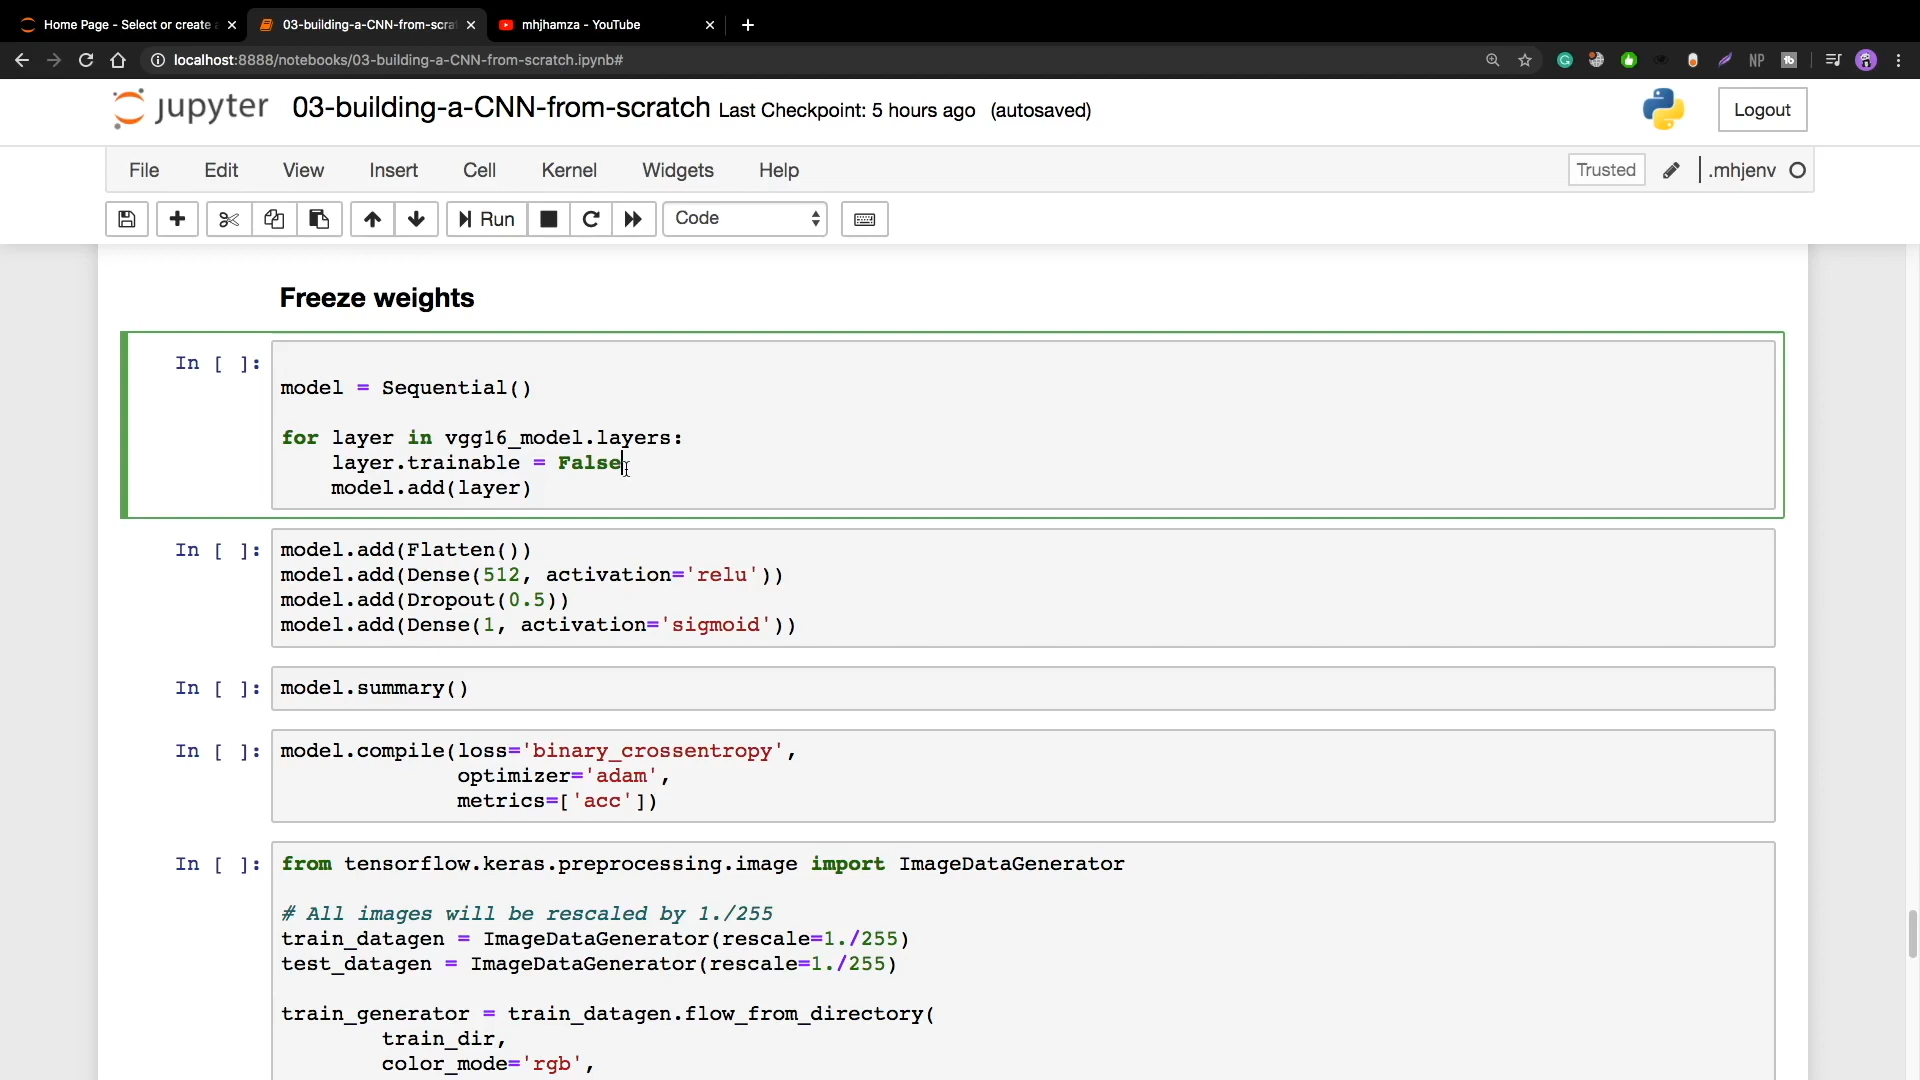 Home Page - Select or create
03-building-a-CNN-from-scra
mhjhamza - YouTube
localhost:8888/notebooks/03-building-a-CNN-from-scratch.ipynb#
NP
jupyter 03-building-a-CNN-from-scratch Last Checkpoint: 5 hours ago (autosaved)
Logout
File Edit View Insert Cell Kernel Widgets Help
Trusted .mhjenv
Run Code
Freeze weights
In [ ]:
model = Sequential()
for layer in vgg16_model.layers:
    layer.trainable = False
    model.add(layer)
In [ ]: model.add(Flatten())
model.add(Dense(512, activation='relu'))
model.add(Dropout(0.5))
model.add(Dense(1, activation='sigmoid'))
In [ ]: model.summary()
In [ ]: model.compile(loss='binary_crossentropy',
              optimizer='adam',
              metrics=['acc'])
In [ ]: from tensorflow.keras.preprocessing.image import ImageDataGenerator
# All images will be rescaled by 1./255
train_datagen = ImageDataGenerator(rescale=1./255)
test_datagen = ImageDataGenerator(rescale=1./255)
train_generator = train_datagen.flow_from_directory(
        train_dir,
        color_mode='rgb',